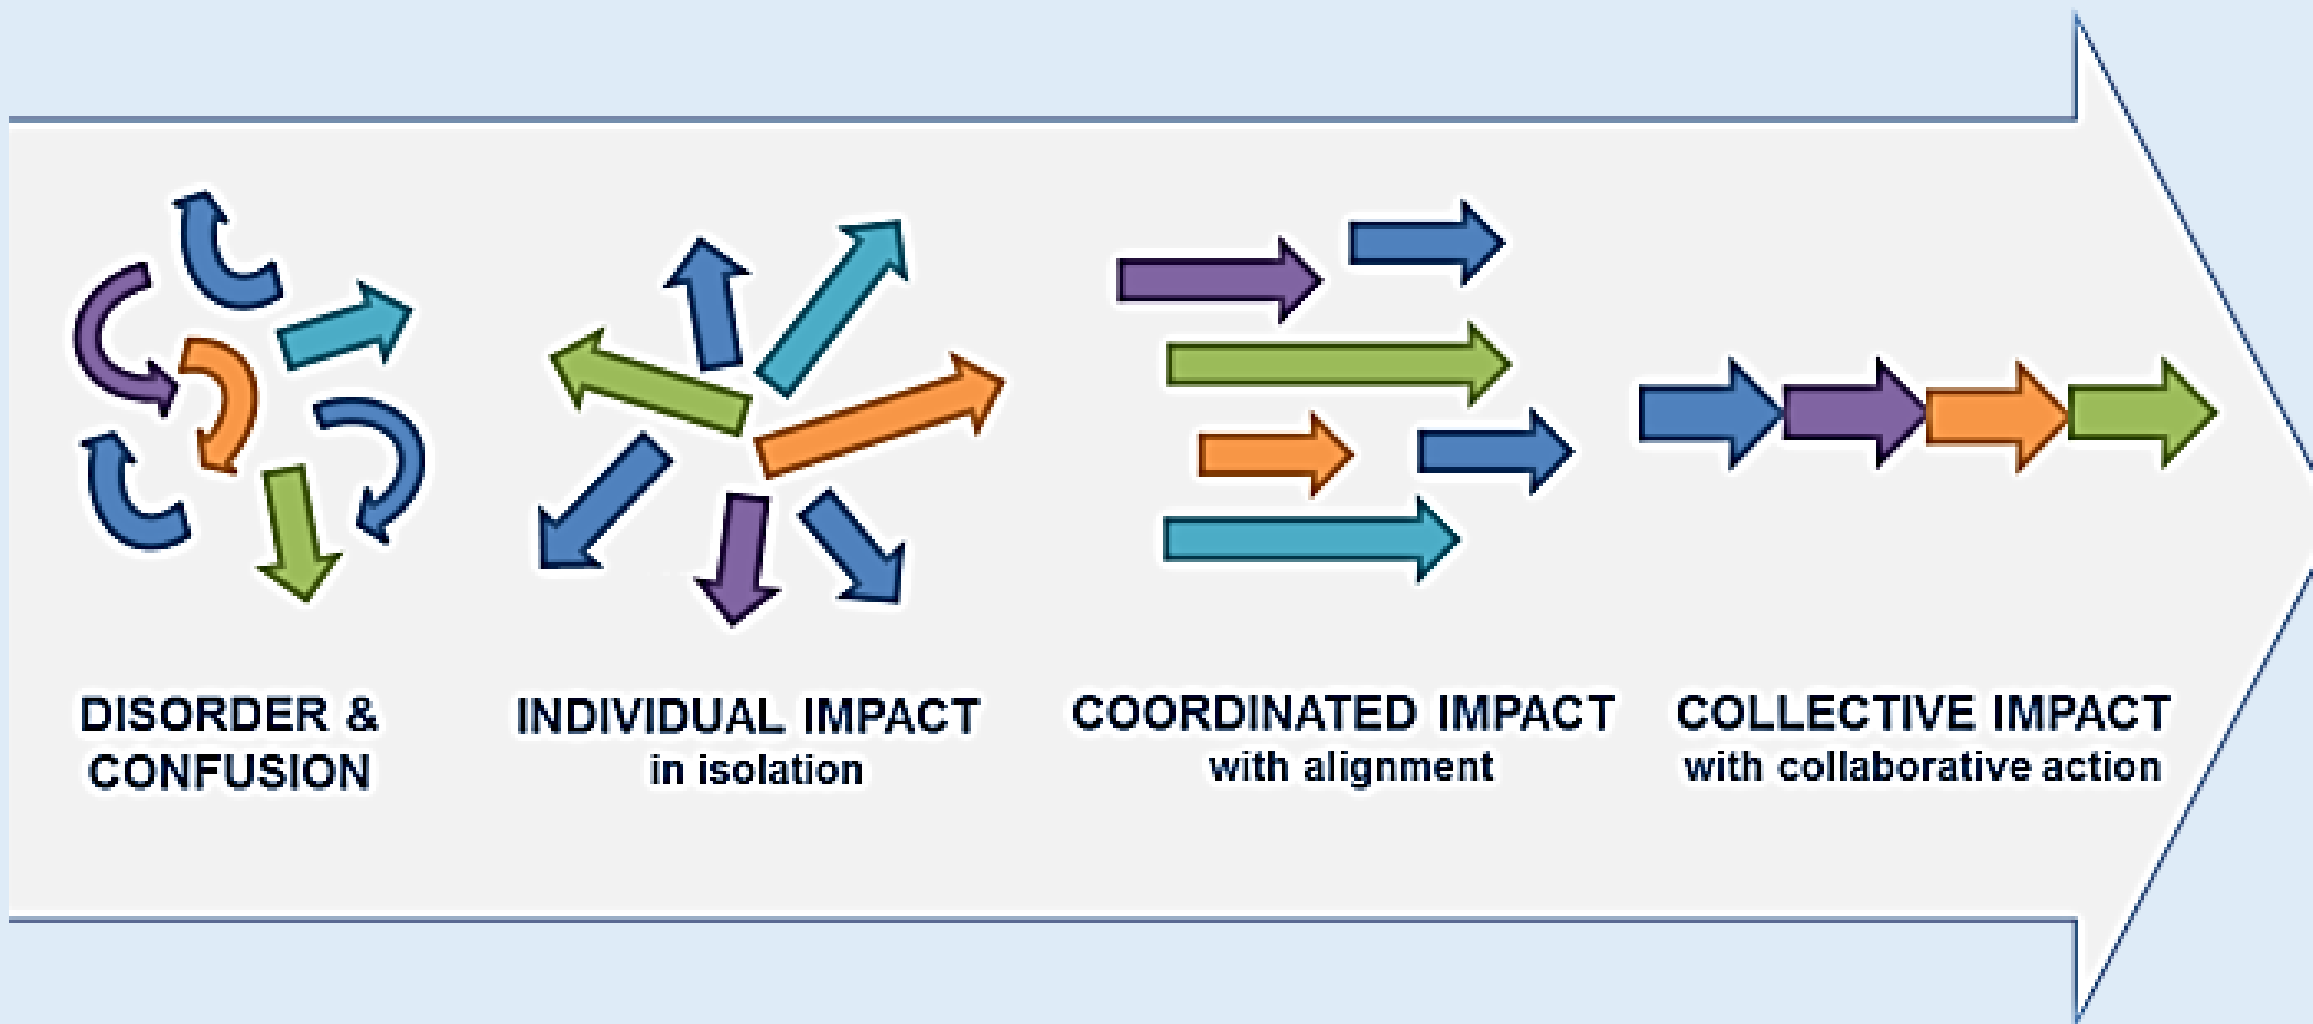 DISORDER &
CONFUSION
INDIVIDUAL IMPACT
in isolation
COORDINATED IMPACT
with alignment
COLLECTIVE IMPACT
with collaborative action